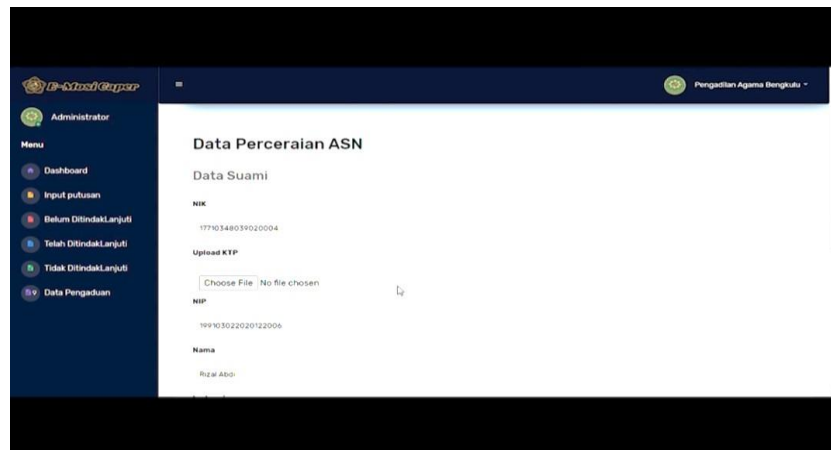 E-Mosi Caper
Pengadilan Agama Bengkulu
Administrator
Menu
Dashboard
Input putusan
Belum DitindakLanjuti
Telah DitindakLanjuti
Tidak DitindakLanjuti
Data Pengaduan
Data Perceraian ASN
Data Suami
NIK
17710348039020004
Upload KTP
Choose File No file chosen
NIP
199103022020122006
Nama
Rizal Abdi